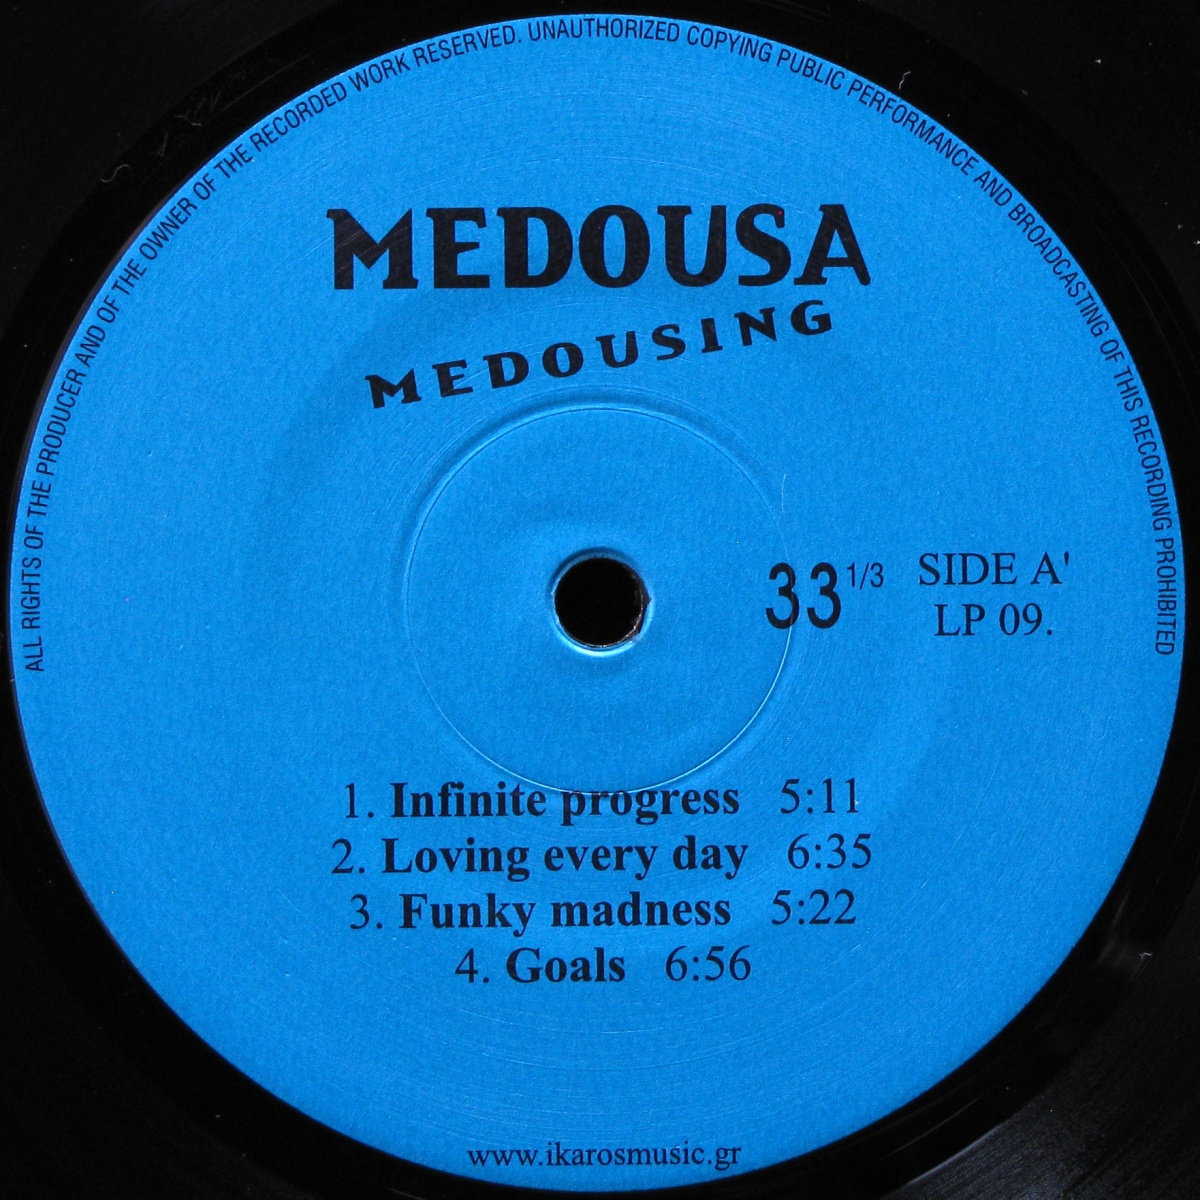 ALL RIGHTS OF THE PRODUCER AND OF THE OWNER OF THE RECORDED WORK RESERVED. UNAUTHORIZED COPYING PUBLIC PERFORMANCE AND BROADCASTING OF THIS RECORDING PROHIBITED
MEDOUSA
MEDOUSING
33 1/3
SIDE A'
LP 09.
1. Infinite progress 5:11
2. Loving every day 6:35
3. Funky madness 5:22
4. Goals 6:56
www.ikarosmusic.gr